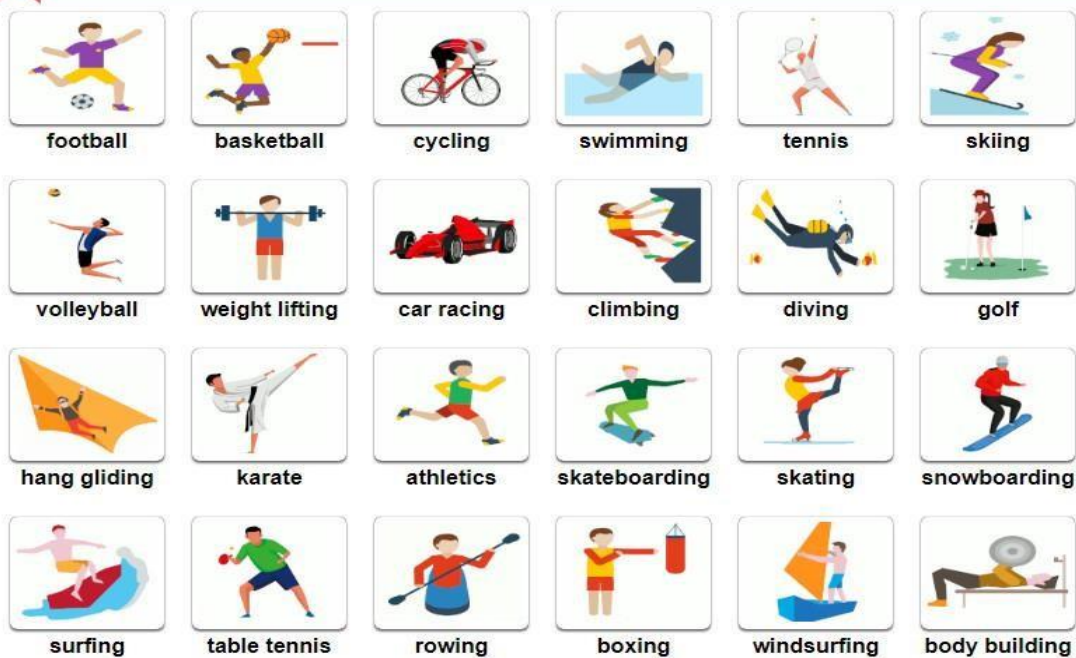 football basketball cycling swimming tennis skiing
volleyball weight lifting car racing climbing diving golf
hang gliding karate athletics skateboarding skating snowboarding
surfing table tennis rowing boxing windsurfing body building